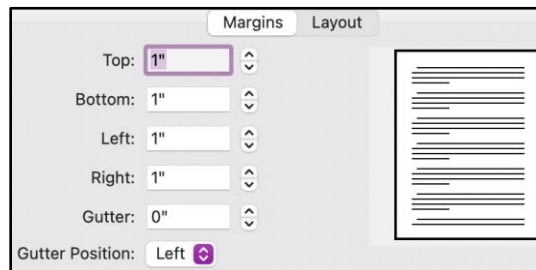 Margins Layout
Top: 1"
Bottom: 1"
Left: 1"
Right: 1"
Gutter: 0"
Gutter Position: Left